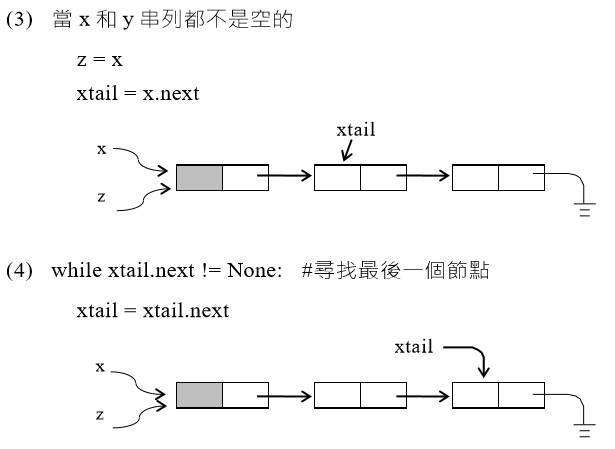 (3) 當 x 和 y 串列都不是空的
z = x
xtail = x.next
xtail
x
z
(4) while xtail.next != None: #尋找最後一個節點
xtail = xtail.next
xtail
x
z